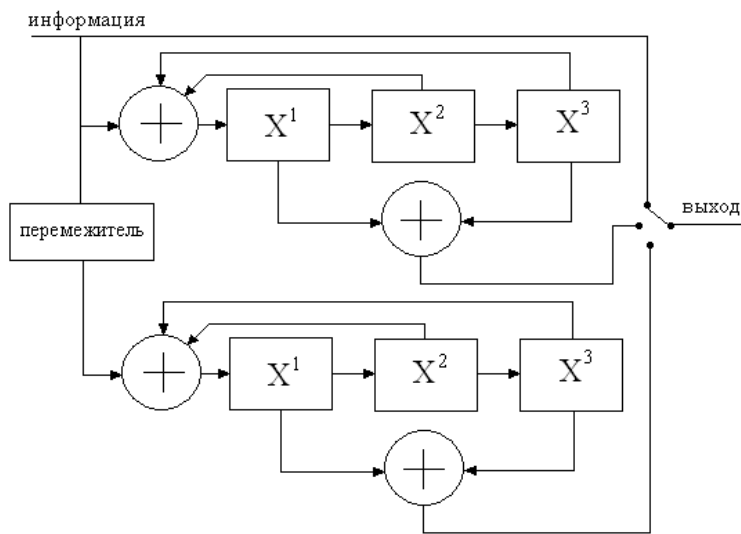 информация
X¹ X² X³
перемежитель
выход
X¹ X² X³